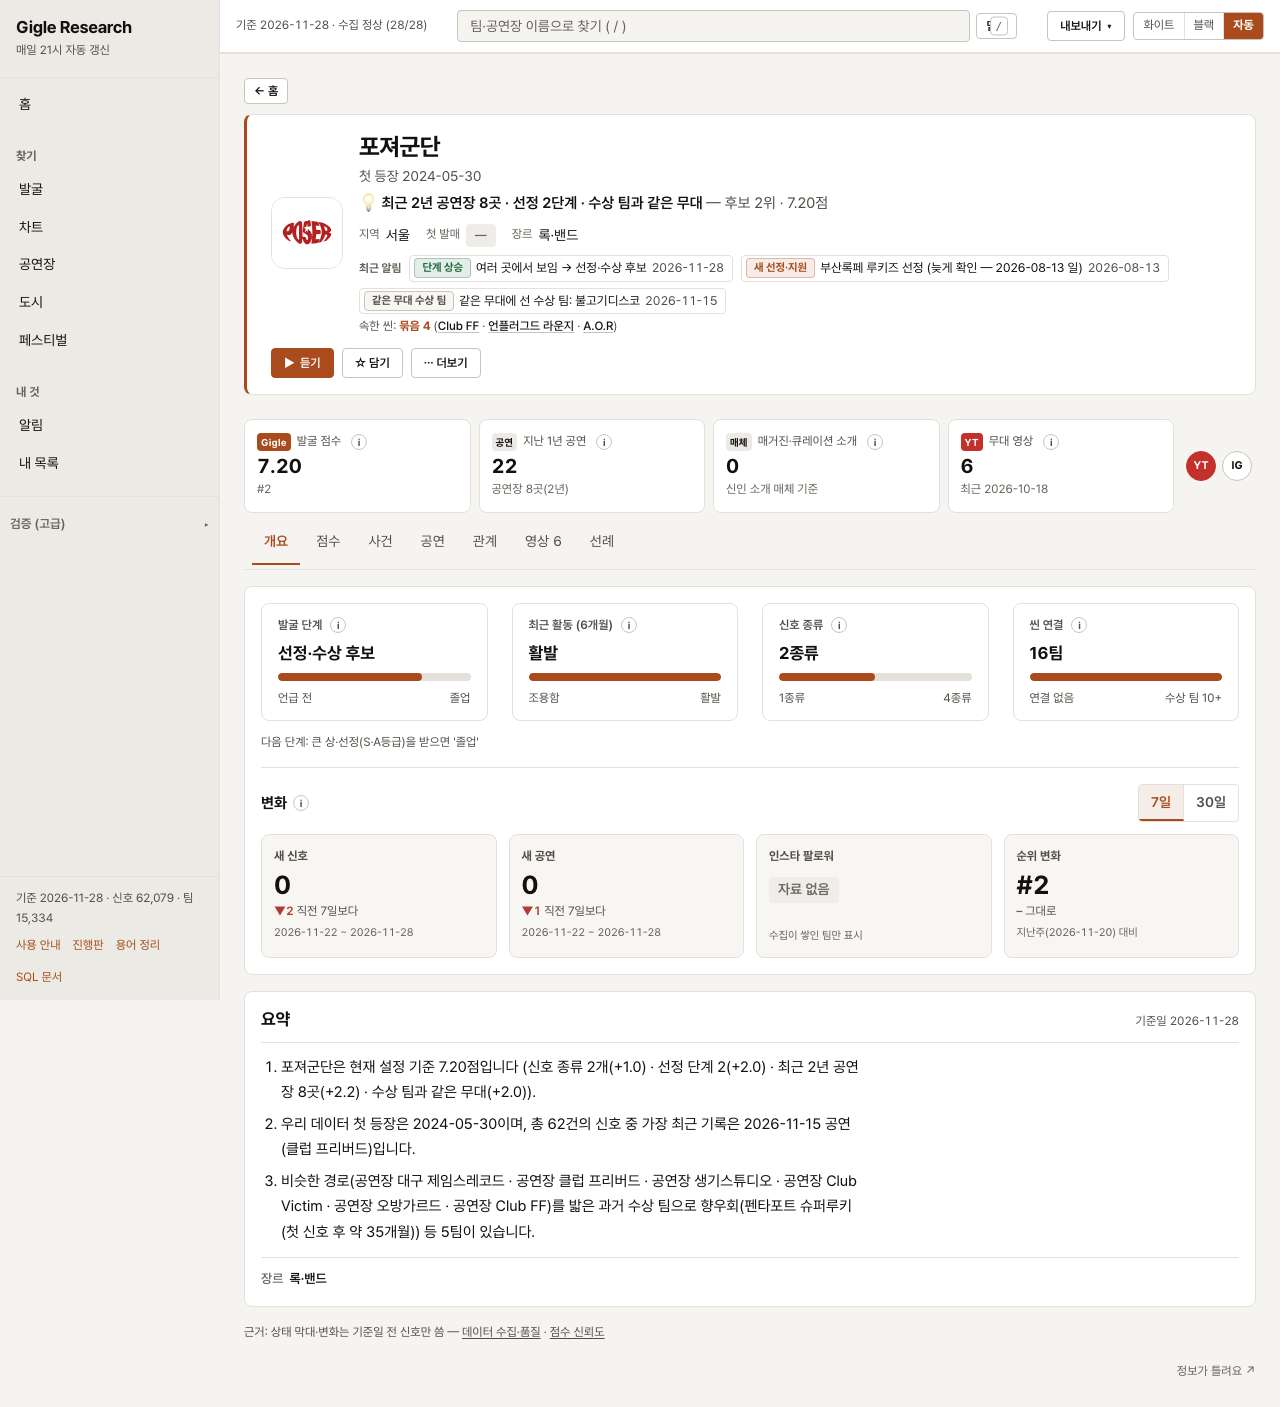 Gigle Research
매일 21시 자동 갱신
홈
찾기
발굴
차트
공연장
도시
페스티벌
내 것
알림
내 목록
검증 (고급)
기준 2026-11-28 · 신호 62,079 · 팀
15,334
사용 안내 진행판 용어 정리
SQL 문서
기준 2026-11-28 · 수집 정상 (28/28)
팀·공연장 이름으로 찾기 ( / )
/
내보내기 ▾
화이트 블랙 자동
← 홈
포져군단
첫 등장 2024-05-30
💡 최근 2년 공연장 8곳 · 선정 2단계 · 수상 팀과 같은 무대 — 후보 2위 · 7.20점
POSER
지역 서울 첫 발매 — 장르 록·밴드
최근 알림 단계 상승 여러 곳에서 보임 → 선정·수상 후보 2026-11-28 새 선정·지원 부산록페 루키즈 선정 (늦게 확인 — 2026-08-13 일) 2026-08-13
같은 무대 수상 팀 같은 무대에 선 수상 팀: 불고기디스코 2026-11-15
속한 씬: 묶음 4 (Club FF · 언플러그드 라운지 · A.O.R)
▶ 듣기 ☆ 담기 ··· 더보기
Gigle 발굴 점수 i
7.20
#2
공연 지난 1년 공연 i
22
공연장 8곳(2년)
매체 매거진·큐레이션 소개 i
0
신인 소개 매체 기준
YT 무대 영상 i
6
최근 2026-10-18
YT IG
개요 점수 사건 공연 관계 영상 6 선례
발굴 단계 i
선정·수상 후보
언급 전 졸업
최근 활동 (6개월) i
활발
조용함 활발
신호 종류 i
2종류
1종류 4종류
씬 연결 i
16팀
연결 없음 수상 팀 10+
다음 단계: 큰 상·선정(S·A등급)을 받으면 '졸업'
변화 i
7일 30일
새 신호
0
▼2 직전 7일보다
2026-11-22 ~ 2026-11-28
새 공연
0
▼1 직전 7일보다
2026-11-22 ~ 2026-11-28
인스타 팔로워
자료 없음
수집이 쌓인 팀만 표시
순위 변화
#2
– 그대로
지난주(2026-11-20) 대비
요약
기준일 2026-11-28
1. 포져군단은 현재 설정 기준 7.20점입니다 (신호 종류 2개(+1.0) · 선정 단계 2(+2.0) · 최근 2년 공연
장 8곳(+2.2) · 수상 팀과 같은 무대(+2.0)).
2. 우리 데이터 첫 등장은 2024-05-30이며, 총 62건의 신호 중 가장 최근 기록은 2026-11-15 공연
(클럽 프리버드)입니다.
3. 비슷한 경로(공연장 대구 제임스레코드 · 공연장 클럽 프리버드 · 공연장 생기스튜디오 · 공연장 Club
Victim · 공연장 오방가르드 · 공연장 Club FF)를 밟은 과거 수상 팀으로 향우회(펜타포트 슈퍼루키
(첫 신호 후 약 35개월)) 등 5팀이 있습니다.
장르 록·밴드
근거: 상태 막대·변화는 기준일 전 신호만 씀 — 데이터 수집·품질 · 점수 신뢰도
정보가 틀려요 ↗